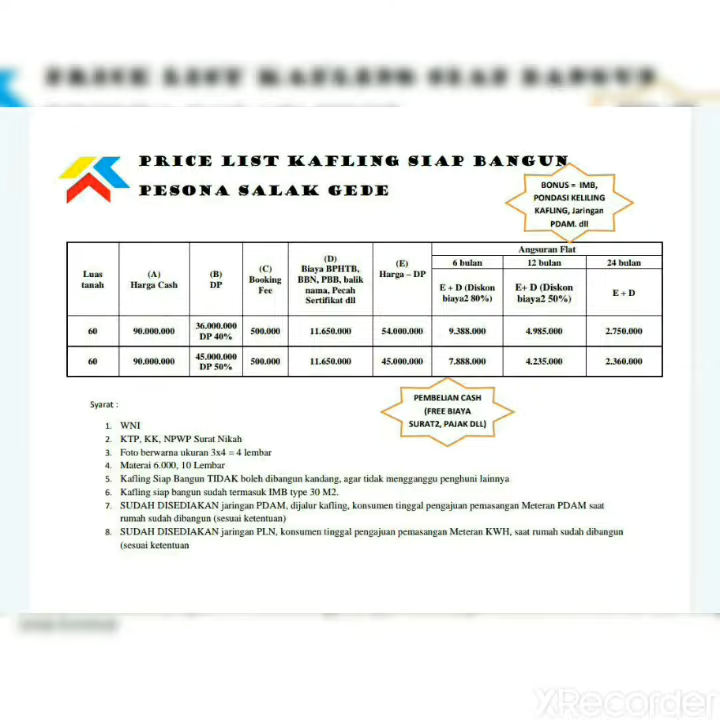 PRICE LIST KAFLING SIAP BANGUN
PRICE LIST KAFLING SIAP BANGUN
PESONA SALAK GEDE
BONUS = IMB,
PONDASI KELILING
KAFLING, Jaringan
PDAM. dll
Luas tanah
(A) Harga Cash
(B) DP
(C) Booking Fee
(D) Biaya BPHTB, BBN, PBB, balik nama, Pecah Sertifikat dll
(E) Harga – DP
Angsuran Flat
6 bulan 12 bulan 24 bulan
E + D (Diskon biaya2 80%)
E+ D (Diskon biaya2 50%)
E + D
60 90.000.000 36.000.000 DP 40% 500.000 11.650.000 54.000.000 9.388.000 4.985.000 2.750.000
60 90.000.000 45.000.000 DP 50% 500.000 11.650.000 45.000.000 7.888.000 4.235.000 2.360.000
PEMBELIAN CASH
(FREE BIAYA
SURAT2, PAJAK DLL)
Syarat :
1. WNI
2. KTP, KK, NPWP Surat Nikah
3. Foto berwarna ukuran 3x4 = 4 lembar
4. Materai 6.000, 10 Lembar
5. Kafling Siap Bangun TIDAK boleh dibangun kandang, agar tidak mengganggu penghuni lainnya
6. Kafling siap bangun sudah termasuk IMB type 30 M2.
7. SUDAH DISEDIAKAN jaringan PDAM, dijalur kafling, konsumen tinggal pengajuan pemasangan Meteran PDAM saat
rumah sudah dibangun (sesuai ketentuan)
8. SUDAH DISEDIAKAN jaringan PLN, konsumen tinggal pengajuan pemasangan Meteran KWH, saat rumah sudah dibangun
(sesuai ketentuan
XRecorder